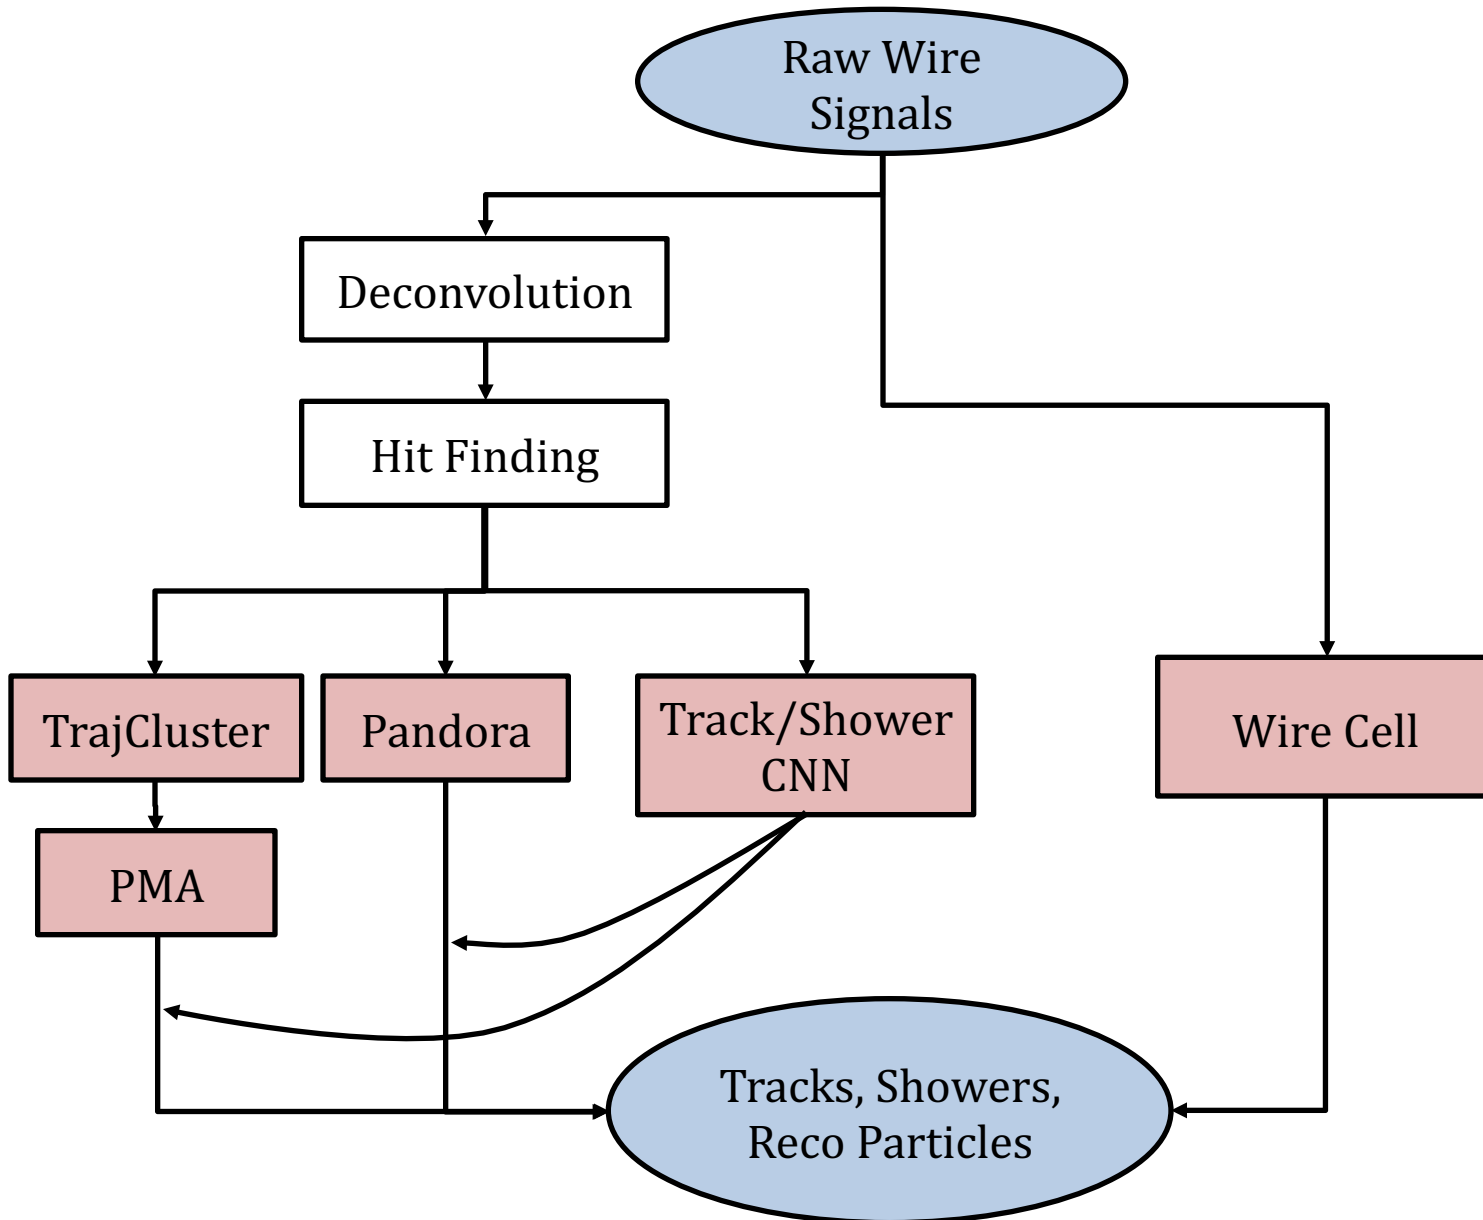 Raw Wire
Signals
Deconvolution
Hit Finding
TrajCluster
Pandora
Track/Shower
CNN
Wire Cell
PMA
Tracks, Showers,
Reco Particles